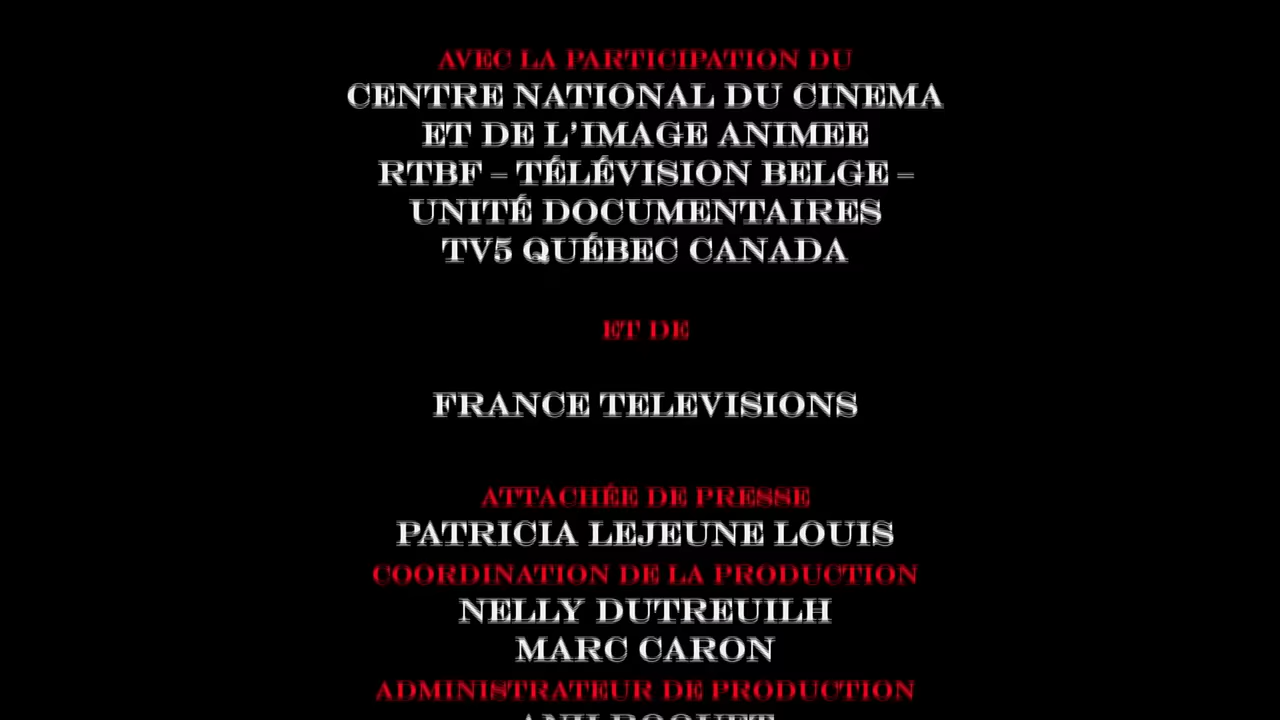 AVEC LA PARTICIPATION DU
CENTRE NATIONAL DU CINEMA
ET DE L'IMAGE ANIMEE
RTBF – TÉLÉVISION BELGE –
UNITÉ DOCUMENTAIRES
TV5 QUÉBEC CANADA
ET DE
FRANCE TELEVISIONS
ATTACHÉE DE PRESSE
PATRICIA LEJEUNE LOUIS
COORDINATION DE LA PRODUCTION
NELLY DUTREUILH
MARC CARON
ADMINISTRATEUR DE PRODUCTION